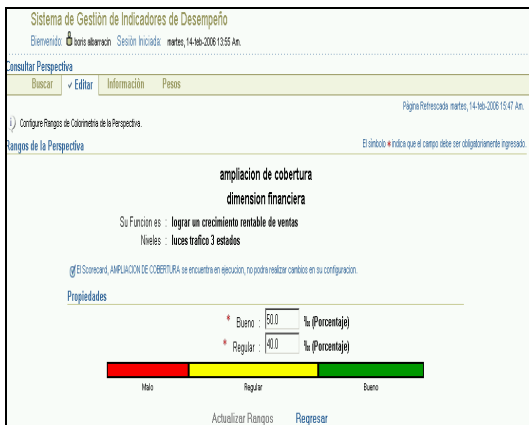 Sistema de Gestión de Indicadores de Desempeño
Bienvenido: boris albarracin Sesión Iniciada: martes, 14-feb-2006 13:55 Am.
Consultar Perspectiva
Buscar Editar Información Pesos
Página Refrescada martes, 14-feb-2006 15:47 Am.
Configure Rangos de Colorimetria de la Perspectiva.
Rangos de la Perspectiva El simbolo * indica que el campo debe ser obligatoriamente ingresado.
ampliacion de cobertura
dimension financiera
Su Funcion es : lograr un crecimiento rentable de ventas
Niveles : luces trafico 3 estados
El Scorecard, AMPLIACION DE COBERTURA se encuentra en ejecucion, no podra realizar cambios en su configuracion.
Propiedades
* Bueno : 50.0 % (Porcentaje)
* Regular : 40.0 % (Porcentaje)
Malo Regular Bueno
Actualizar Rangos Regresar